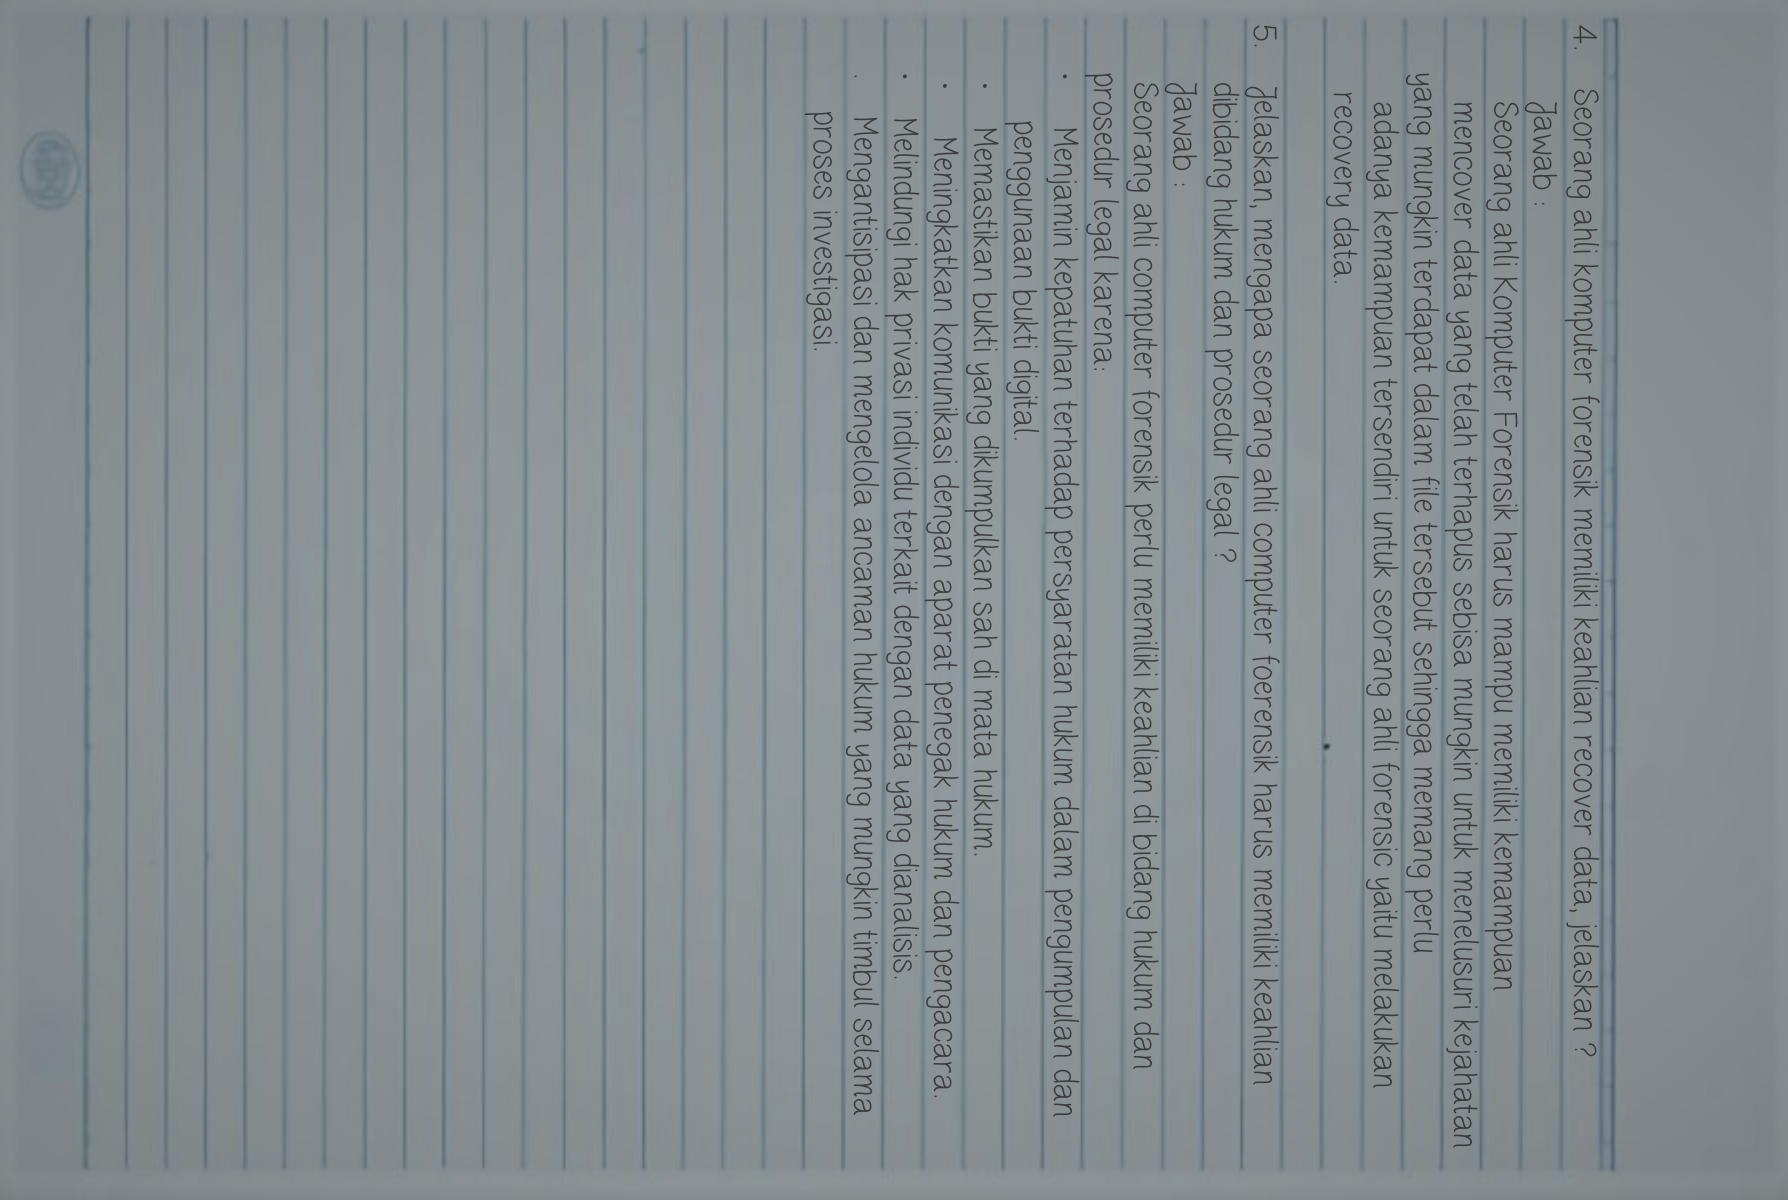 4. Seorang ahli komputer forensik memiliki keahlian recover data, jelaskan ?
Jawab :
Seorang ahli Komputer Forensik harus mampu memiliki kemampuan
mencover data yang telah terhapus sebisa mungkin untuk menelusuri kejahatan
yang mungkin terdapat dalam file tersebut sehingga memang perlu
adanya kemampuan tersendiri untuk seorang ahli forensic yaitu melakukan
recovery data.
5. Jelaskan, mengapa seorang ahli computer foerensik harus memiliki keahlian
dibidang hukum dan prosedur legal ?
Jawab :
Seorang ahli computer forensik perlu memiliki keahlian di bidang hukum dan
prosedur legal karena:
• Menjamin kepatuhan terhadap persyaratan hukum dalam pengumpulan dan
penggunaan bukti digital.
• Memastikan bukti yang dikumpulkan sah di mata hukum.
• Meningkatkan komunikasi dengan aparat penegak hukum dan pengacara.
• Melindungi hak privasi individu terkait dengan data yang dianalisis.
. Mengantisipasi dan mengelola ancaman hukum yang mungkin timbul selama
proses investigasi.